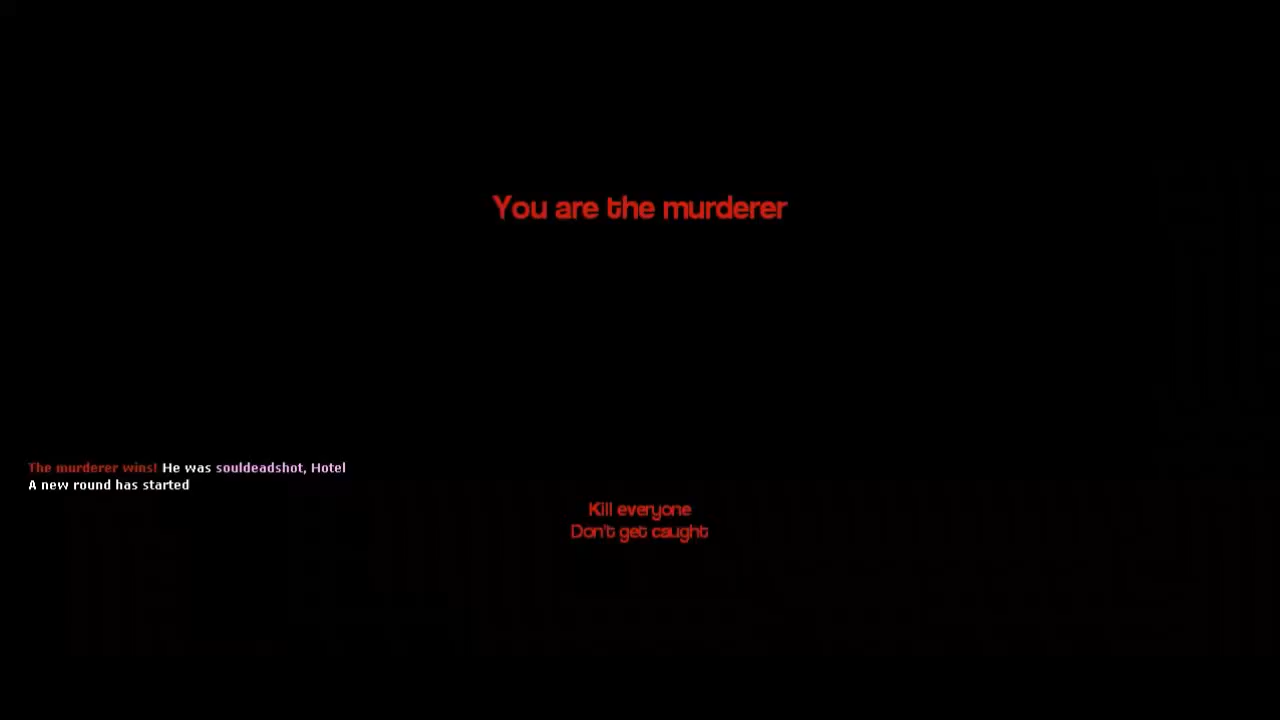 You are the murderer
The murderer wins! He was souldeadshot, Hotel
A new round has started
Kill everyone
Don't get caught